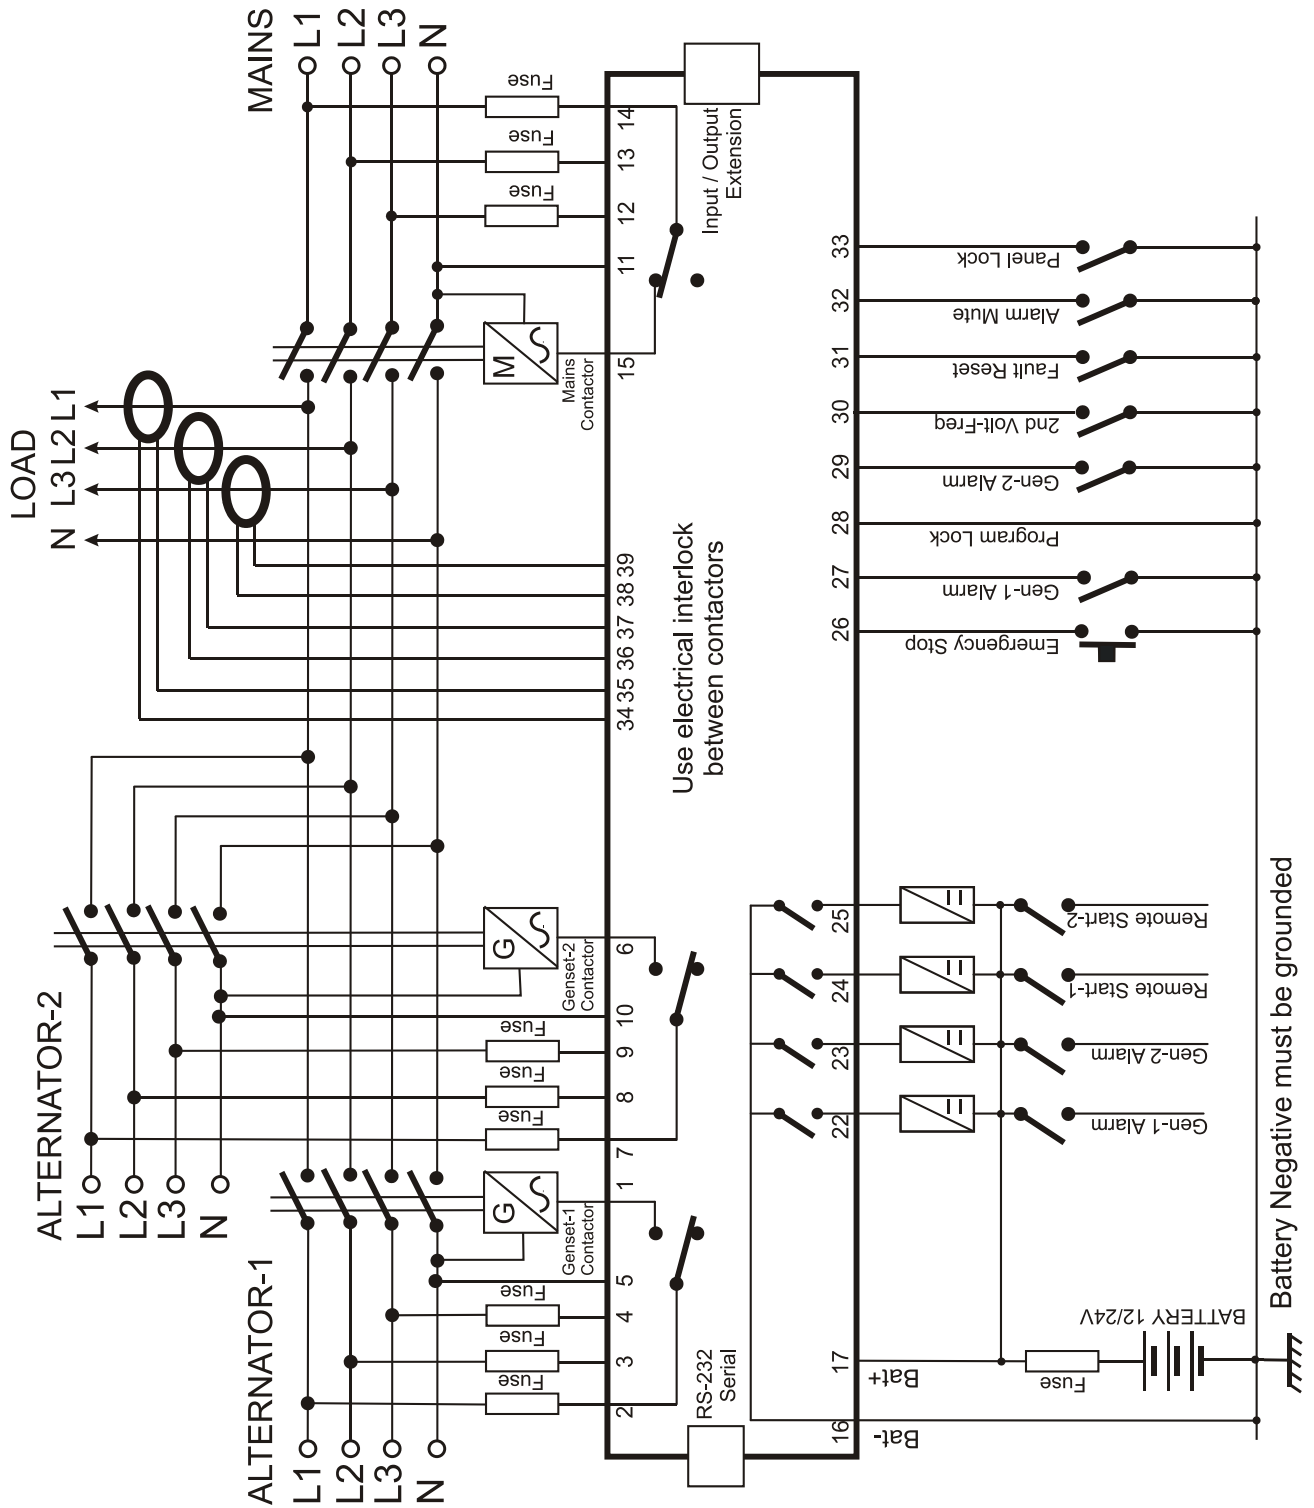 MAINS
L1
L2
L3
N
Fuse
Fuse
Fuse
14
13
12
11
15
Input / Output
Extension
M
Mains
Contactor
LOAD
L1
L2
L3
N
39
38
37
36
35
34
Use electrical interlock
between contactors
33
Panel Lock
32
Alarm Mute
31
Fault Reset
30
2nd Volt-Freq
29
Gen-2 Alarm
28
Program Lock
27
Gen-1 Alarm
26
Emergency Stop
ALTERNATOR-2
L1
L2
L3
N
G
Genset-2
Contactor
6
10
Fuse
9
Fuse
8
Fuse
7
25
Remote Start-2
24
Remote Start-1
23
Gen-2 Alarm
22
Gen-1 Alarm
ALTERNATOR-1
L1
L2
L3
N
G
Genset-1
Contactor
1
5
Fuse
4
Fuse
3
Fuse
2
RS-232
Serial
17
Bat+
16
Bat-
Fuse
BATTERY 12/24V
Battery Negative must be grounded